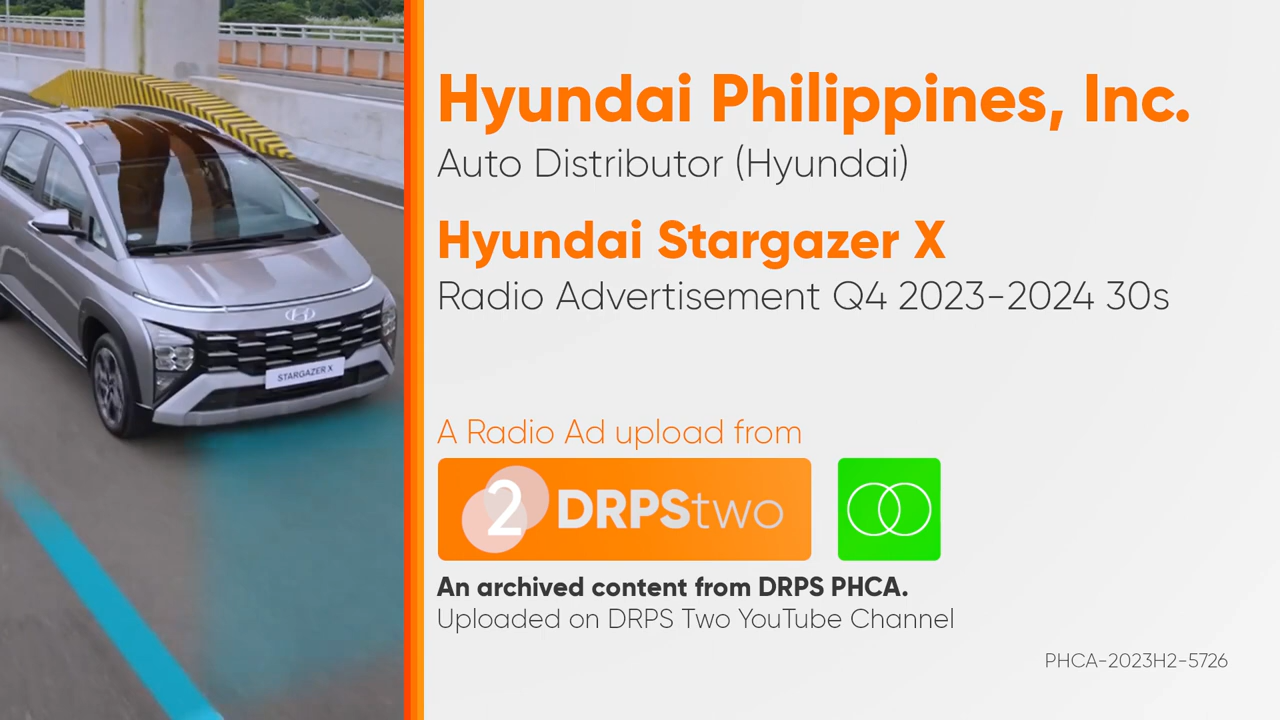 Hyundai Philippines, Inc.
Auto Distributor (Hyundai)
Hyundai Stargazer X
Radio Advertisement Q4 2023-2024 30s
STARGAZER X
A Radio Ad upload from
2 DRPStwo
An archived content from DRPS PHCA.
Uploaded on DRPS Two YouTube Channel
PHCA-2023H2-5726